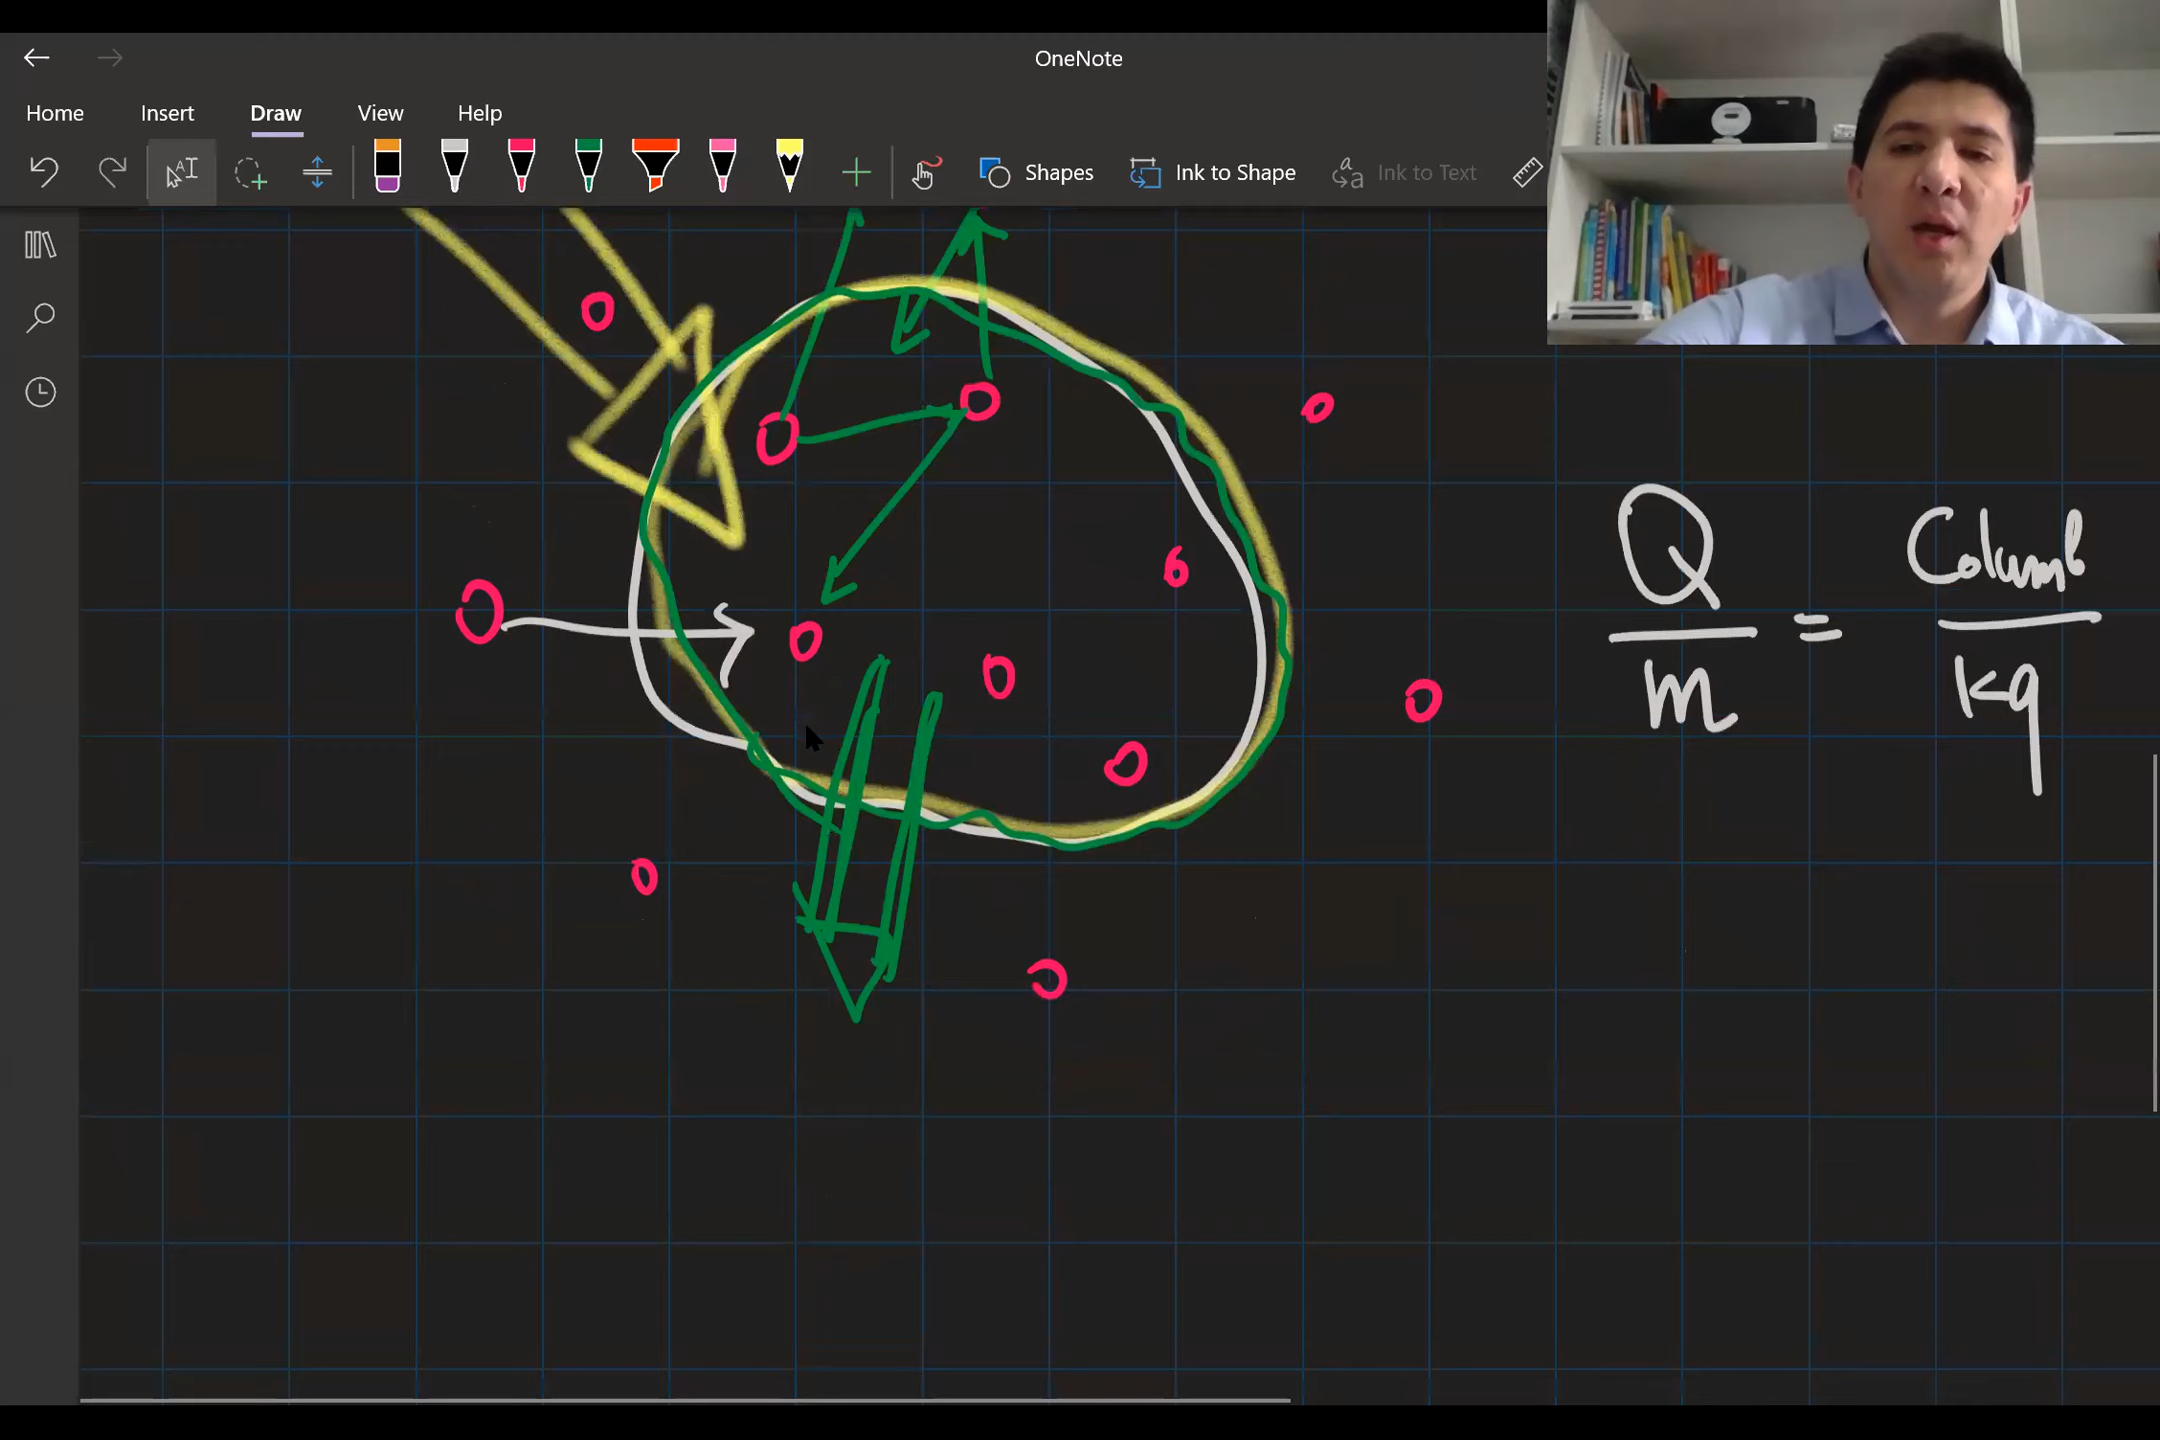 OneNote
Home Insert Draw View Help
Shapes Ink to Shape Ink to Text
Q/m = Columb/kg